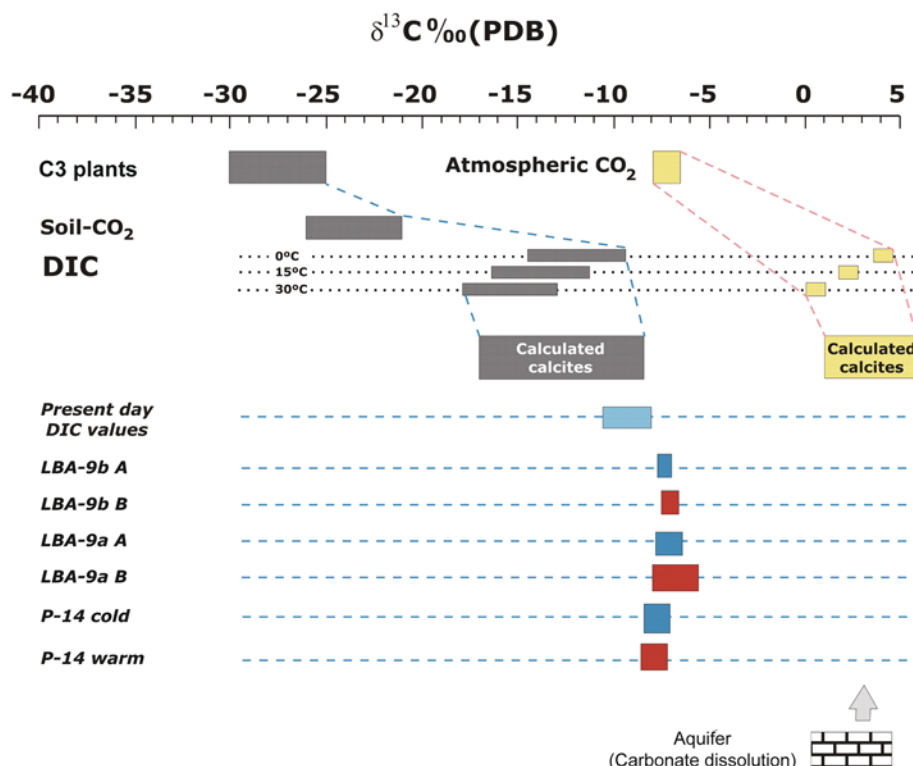 δ¹³C ‰ (PDB)
-40 -35 -30 -25 -20 -15 -10 -5 0 5
C3 plants
Atmospheric CO₂
Soil-CO₂
DIC
0ºC
15ºC
30ºC
Calculated
calcites
Calculated
calcites
Present day
DIC values
LBA-9b A
LBA-9b B
LBA-9a A
LBA-9a B
P-14 cold
P-14 warm
Aquifer
(Carbonate dissolution)